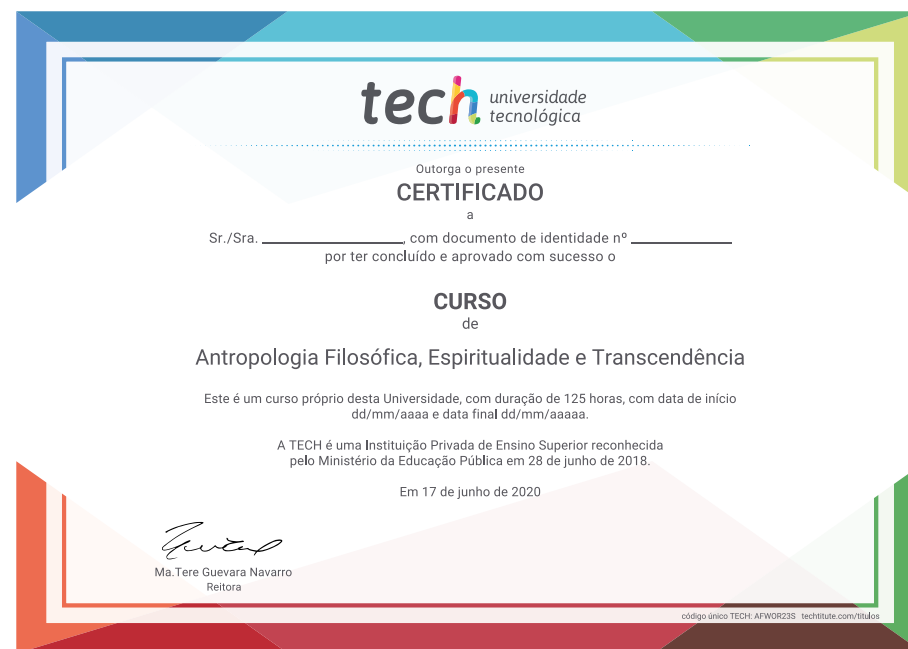 tech universidade
tecnológica
Outorga o presente
CERTIFICADO
a
Sr./Sra. ________________, com documento de identidade nº ____________
por ter concluído e aprovado com sucesso o
CURSO
de
Antropologia Filosófica, Espiritualidade e Transcendência
Este é um curso próprio desta Universidade, com duração de 125 horas, com data de início
dd/mm/aaaa e data final dd/mm/aaaaa.
A TECH é uma Instituição Privada de Ensino Superior reconhecida
pelo Ministério da Educação Pública em 28 de junho de 2018.
Em 17 de junho de 2020
Ma.Tere Guevara Navarro
Reitora
código único TECH: AFWOR23S techtitute.com/titulos